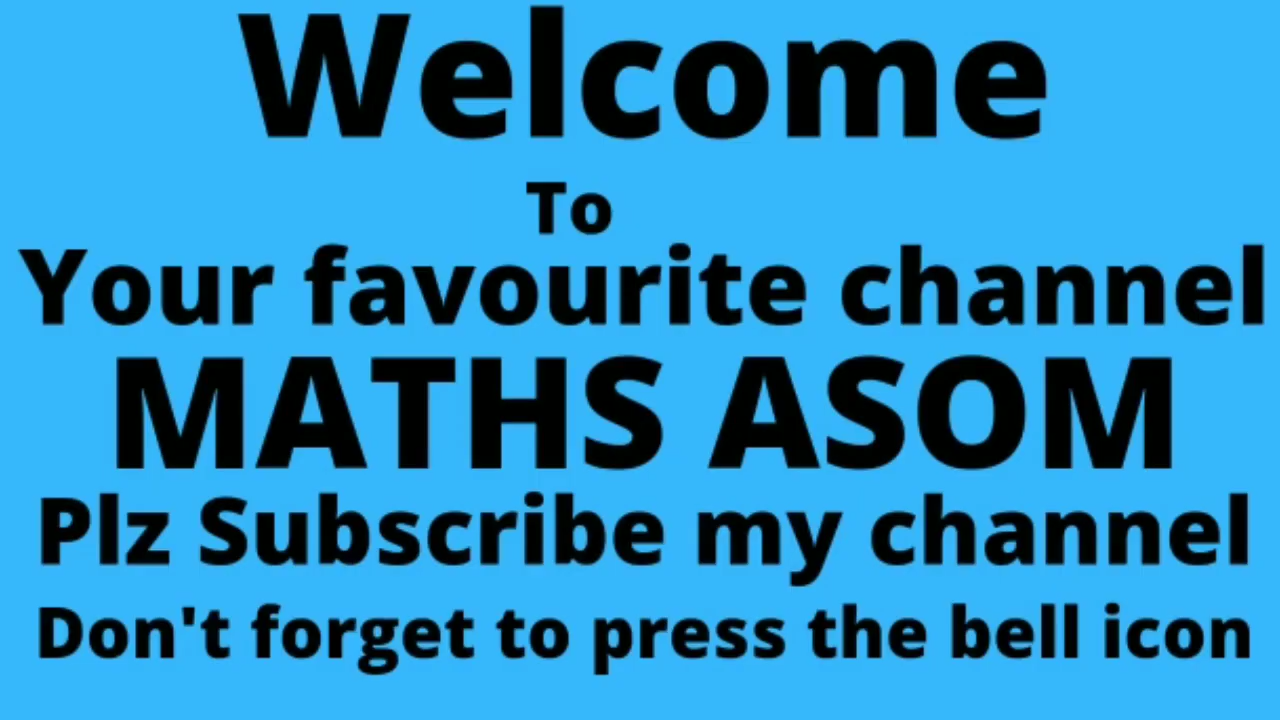 Welcome
To
Your favourite channel
MATHS ASOM
Plz Subscribe my channel
Don't forget to press the bell icon